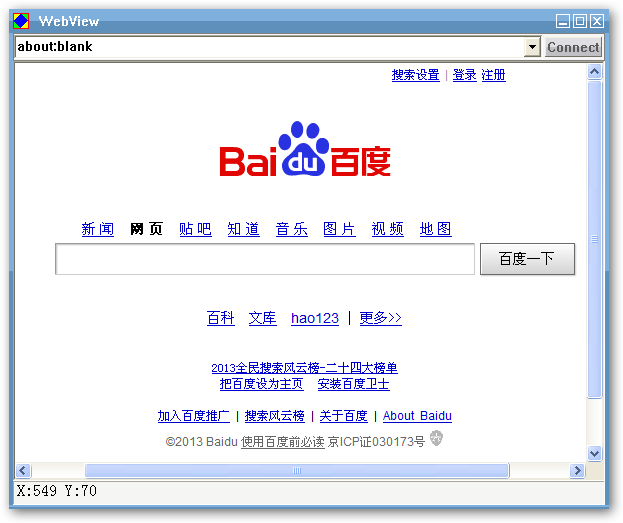 WebView
about:blank Connect
搜索设置 | 登录 注册
Bai du 百度
新 闻 网 页 贴 吧 知 道 音 乐 图 片 视 频 地 图
百度一下
百科 文库 hao123 | 更多>>
2013全民搜索风云榜-二十四大榜单
把百度设为主页 安装百度卫士
加入百度推广 | 搜索风云榜 | 关于百度 | About Baidu
©2013 Baidu 使用百度前必读 京ICP证030173号
X:549 Y:70